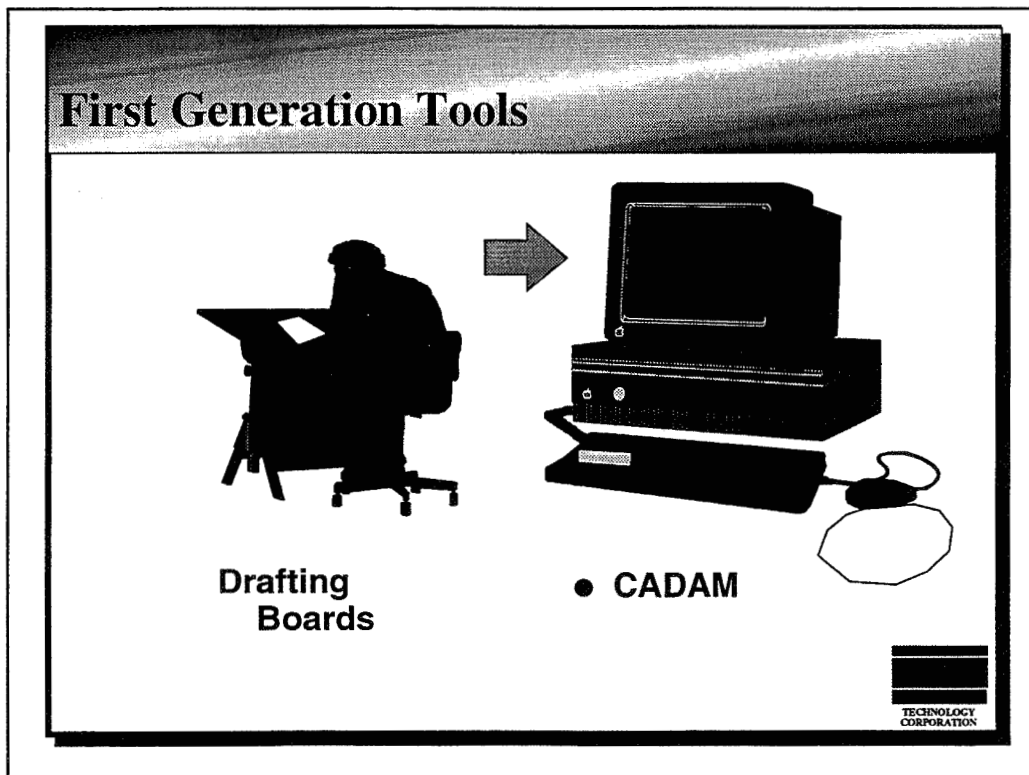 First Generation Tools
Drafting
Boards
● CADAM
TECHNOLOGY
CORPORATION